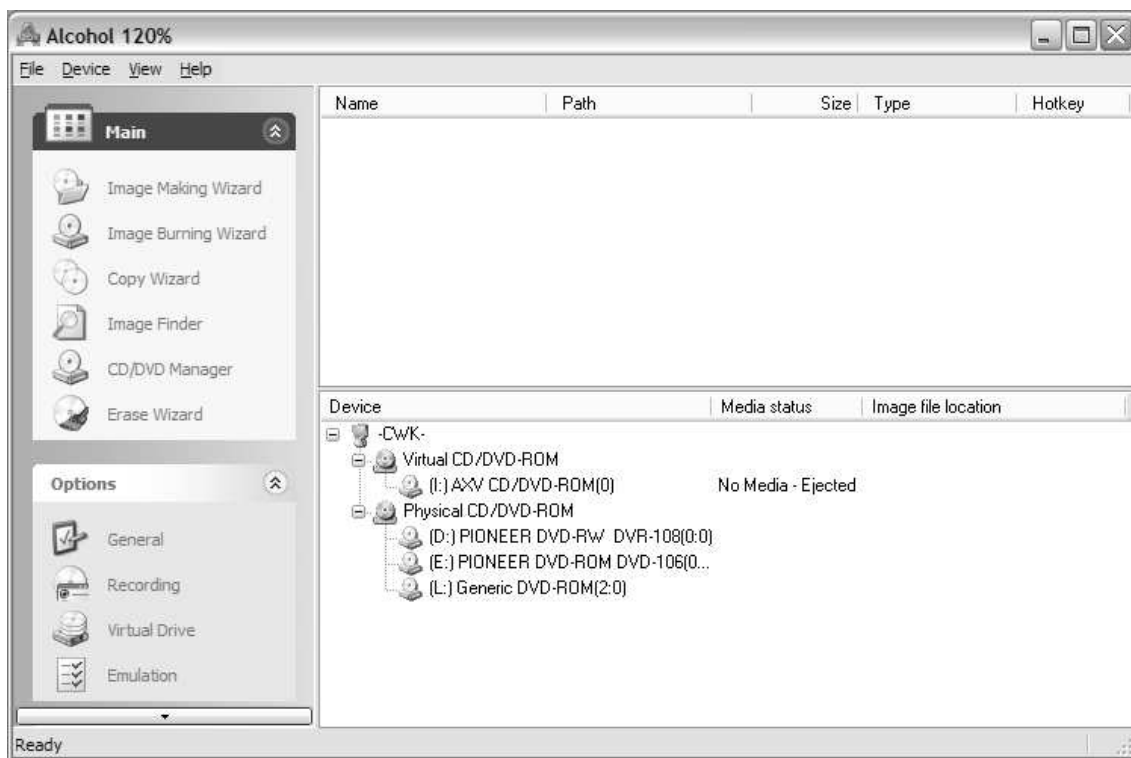 Alcohol 120%
File Device View Help
Main
Image Making Wizard
Image Burning Wizard
Copy Wizard
Image Finder
CD/DVD Manager
Erase Wizard
Options
General
Recording
Virtual Drive
Emulation
Name Path Size Type Hotkey
Device Media status Image file location
-CWK-
Virtual CD/DVD-ROM
(I:) AXV CD/DVD-ROM(0) No Media - Ejected
Physical CD/DVD-ROM
(D:) PIONEER DVD-RW DVR-108(0:0)
(E:) PIONEER DVD-ROM DVD-106(0...
(L:) Generic DVD-ROM(2:0)
Ready